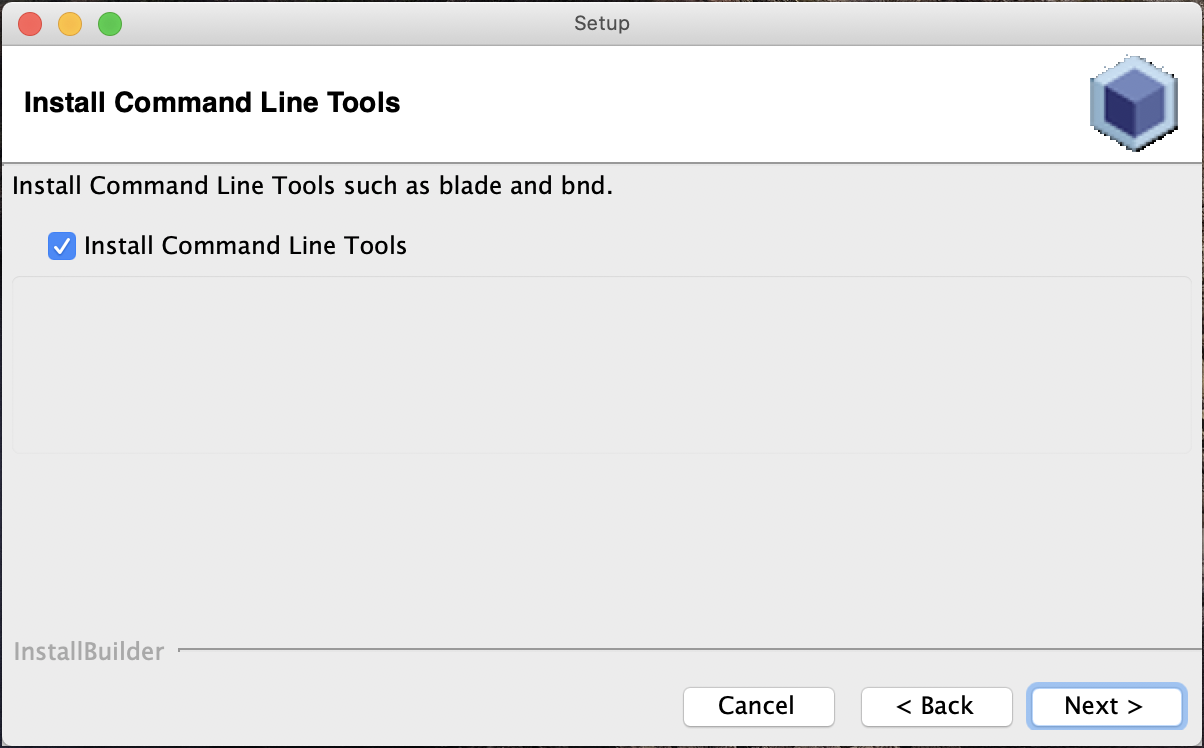 Setup
Install Command Line Tools
Install Command Line Tools such as blade and bnd.
Install Command Line Tools
InstallBuilder
Cancel
< Back
Next >